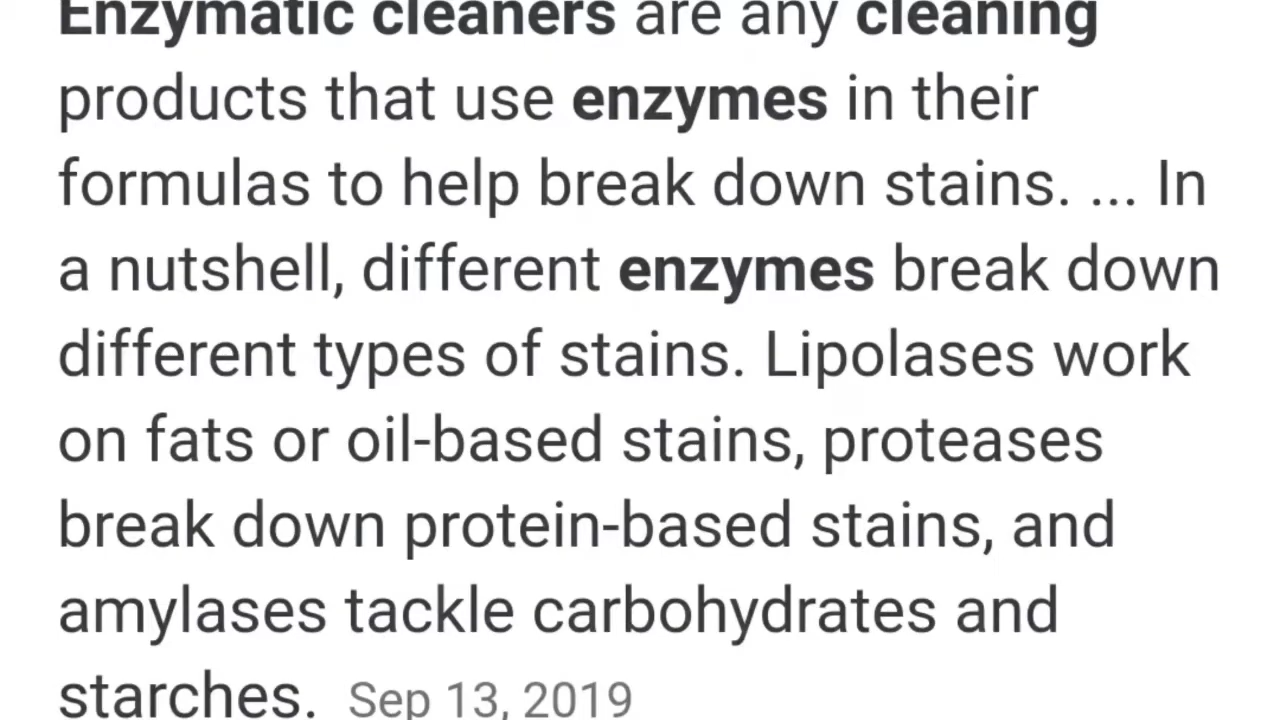 Enzymatic cleaners are any cleaning
products that use enzymes in their
formulas to help break down stains. ... In
a nutshell, different enzymes break down
different types of stains. Lipolases work
on fats or oil-based stains, proteases
break down protein-based stains, and
amylases tackle carbohydrates and
starches. Sep 13, 2019